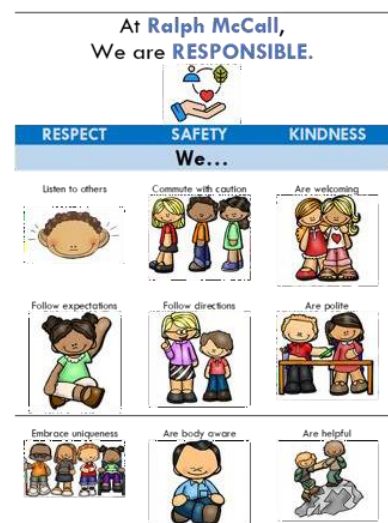 At Ralph McCall,
We are RESPONSIBLE.
RESPECT SAFETY KINDNESS
We...
Listen to others Commute with caution Are welcoming
Follow expectations Follow directions Are polite
Embrace uniqueness Are body aware Are helpful